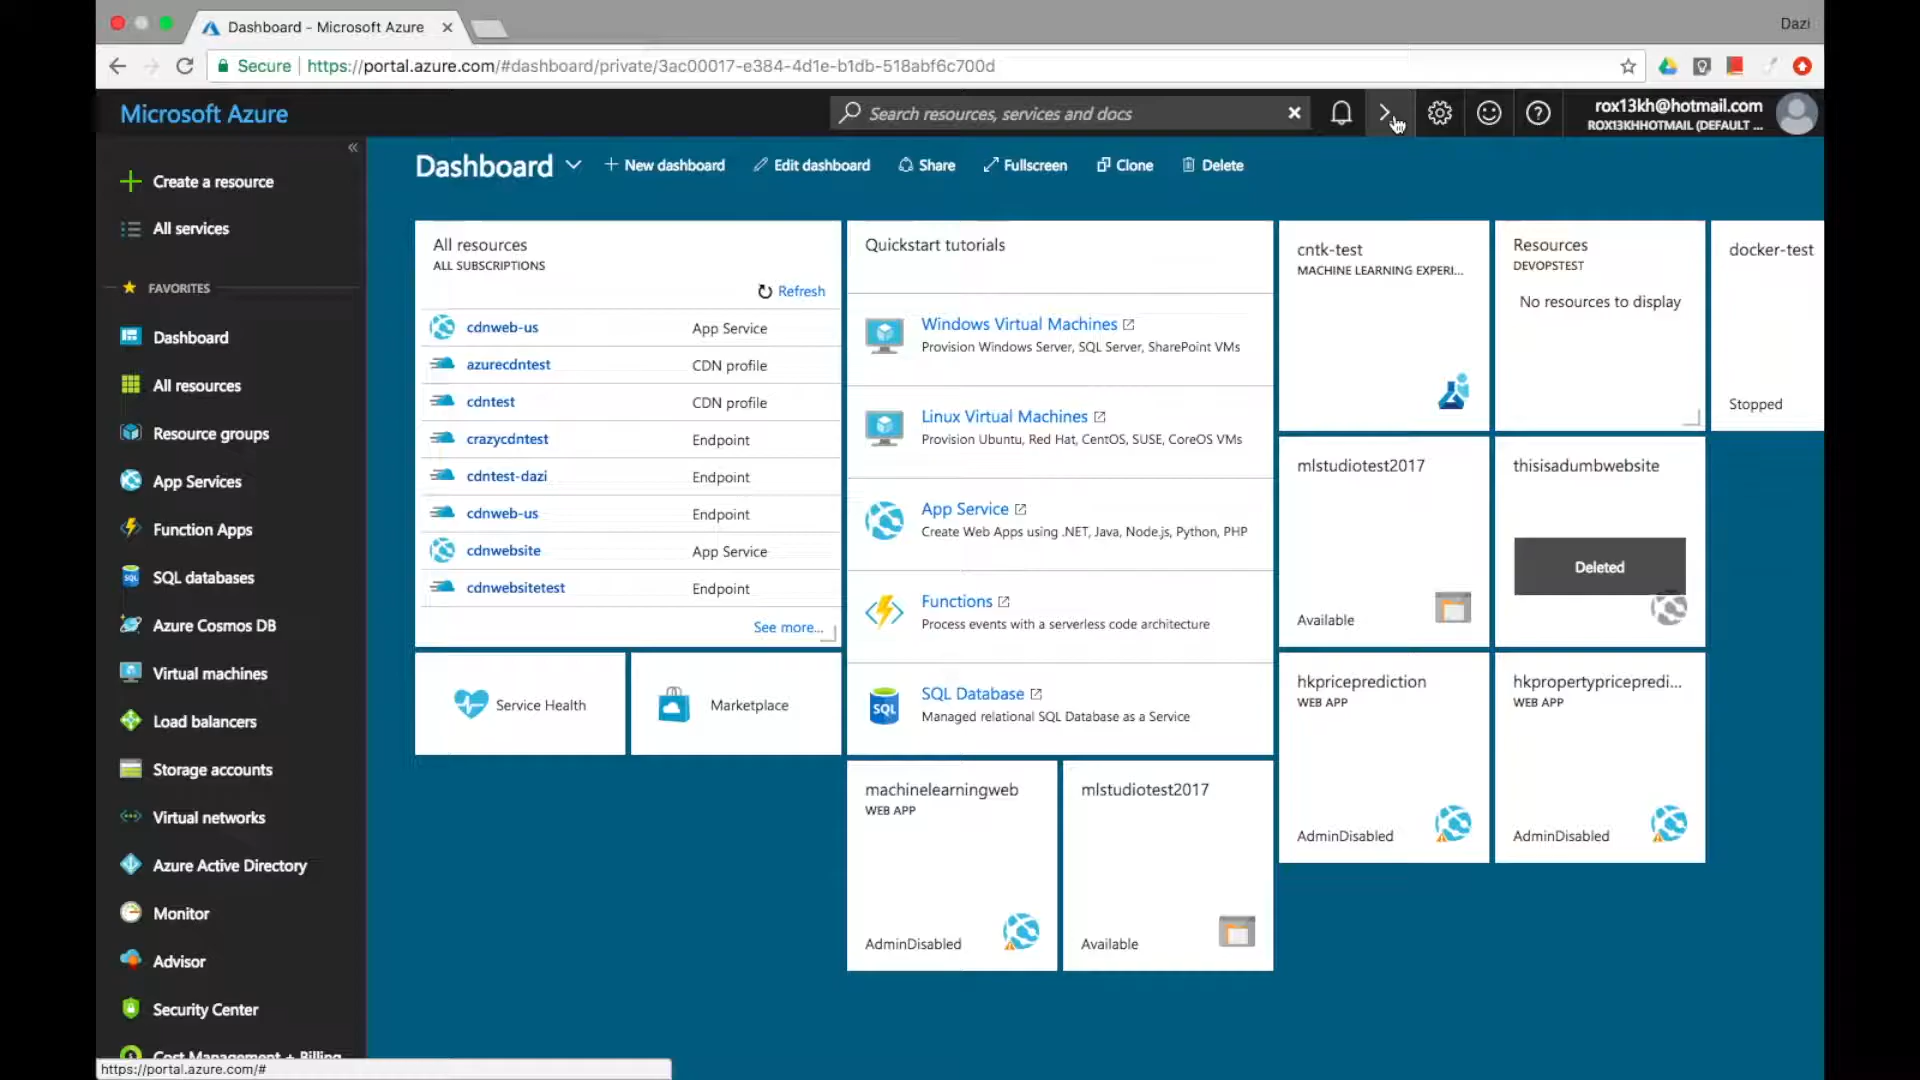 Dashboard - Microsoft Azure
Dazi
Secure
https://portal.azure.com/#dashboard/private/3ac00017-e384-4d1e-b1db-518abf6c700d
Microsoft Azure
Search resources, services and docs
rox13kh@hotmail.com
ROX13KHHOTMAIL (DEFAULT ...
Create a resource
All services
FAVORITES
Dashboard
All resources
Resource groups
App Services
Function Apps
SQL databases
Azure Cosmos DB
Virtual machines
Load balancers
Storage accounts
Virtual networks
Azure Active Directory
Monitor
Advisor
Security Center
Cost Management + Billing
https://portal.azure.com/#
Dashboard
New dashboard
Edit dashboard
Share
Fullscreen
Clone
Delete
All resources
ALL SUBSCRIPTIONS
Refresh
cdnweb-us App Service
azurecdntest CDN profile
cdntest CDN profile
crazycdntest Endpoint
cdntest-dazi Endpoint
cdnweb-us Endpoint
cdnwebsite App Service
cdnwebsitetest Endpoint
See more...
Service Health
Marketplace
Quickstart tutorials
Windows Virtual Machines
Provision Windows Server, SQL Server, SharePoint VMs
Linux Virtual Machines
Provision Ubuntu, Red Hat, CentOS, SUSE, CoreOS VMs
App Service
Create Web Apps using .NET, Java, Node.js, Python, PHP
Functions
Process events with a serverless code architecture
SQL
SQL Database
Managed relational SQL Database as a Service
machinelearningweb
WEB APP
AdminDisabled
mlstudiotest2017
Available
cntk-test
MACHINE LEARNING EXPERI...
Resources
DEVOPSTEST
No resources to display
docker-test
Stopped
mlstudiotest2017
Available
thisisadumbwebsite
Deleted
hkpriceprediction
WEB APP
AdminDisabled
hkpropertypricepredi...
WEB APP
AdminDisabled